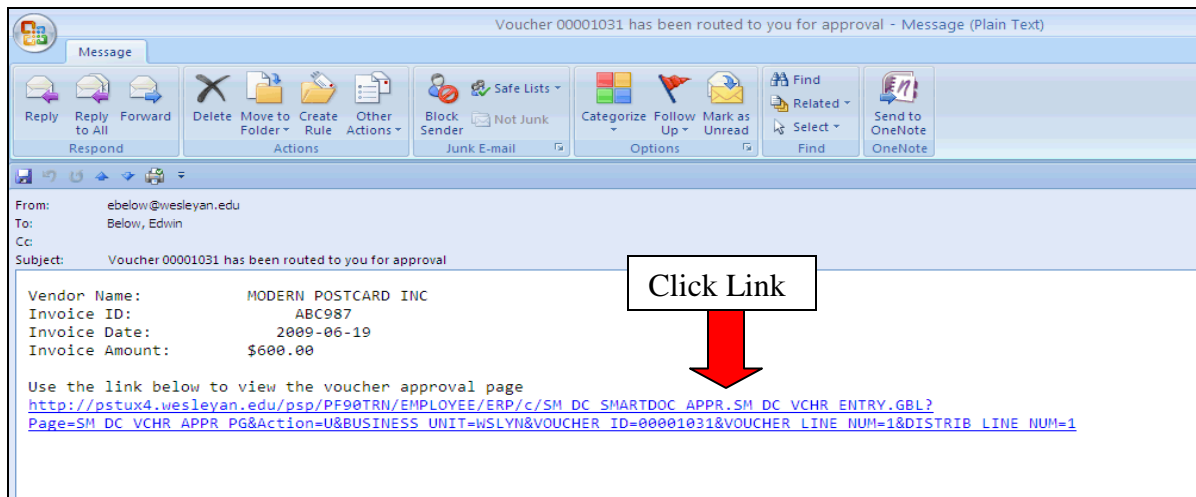 Voucher 00001031 has been routed to you for approval - Message (Plain Text)
Message
Reply Reply to All Forward
Respond
Delete Move to Folder Create Rule Other Actions
Actions
Block Sender Safe Lists Not Junk
Junk E-mail
Categorize Follow Up Mark as Unread
Options
Find Related Select
Find
Send to OneNote
OneNote
From: ebelow@wesleyan.edu
To: Below, Edwin
Cc:
Subject: Voucher 00001031 has been routed to you for approval
Click Link
Vendor Name: MODERN POSTCARD INC
Invoice ID: ABC987
Invoice Date: 2009-06-19
Invoice Amount: $600.00
Use the link below to view the voucher approval page
http://pstux4.wesleyan.edu/psp/PF90TRN/EMPLOYEE/ERP/c/SM_DC_SMARTDOC_APPR.SM_DC_VCHR_ENTRY.GBL?
Page=SM_DC_VCHR_APPR_PG&Action=U&BUSINESS_UNIT=WSLYN&VOUCHER_ID=00001031&VOUCHER_LINE_NUM=1&DISTRIB_LINE_NUM=1